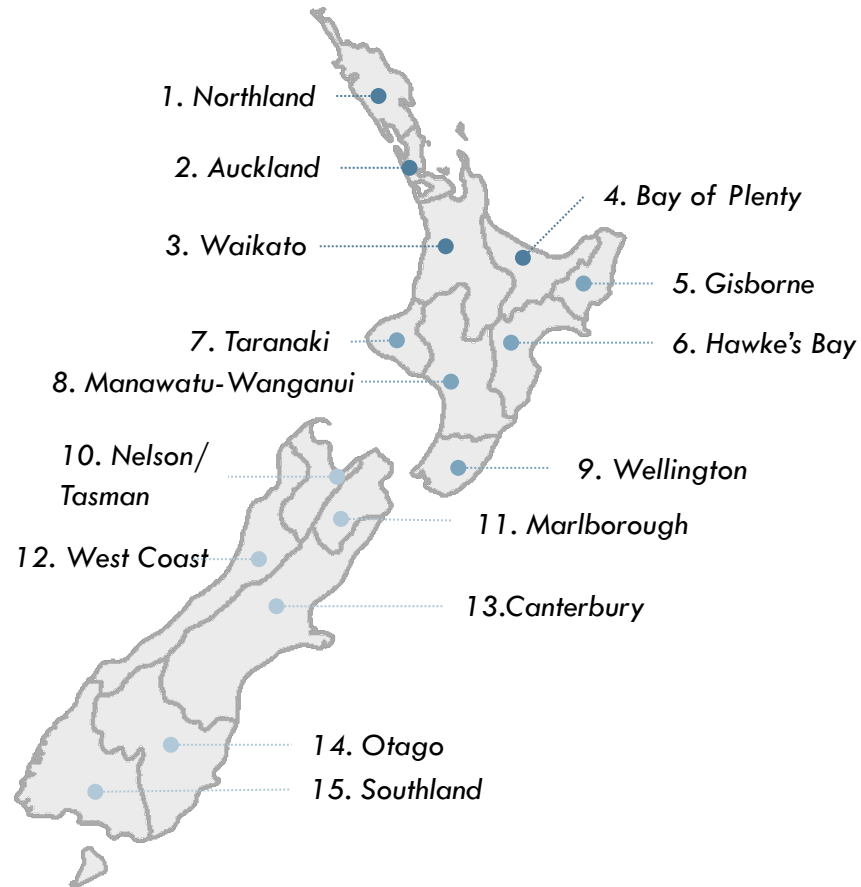 1. Northland
2. Auckland
3. Waikato
4. Bay of Plenty
5. Gisborne
6. Hawke's Bay
7. Taranaki
8. Manawatu-Wanganui
9. Wellington
10. Nelson/
Tasman
11. Marlborough
12. West Coast
13.Canterbury
14. Otago
15. Southland